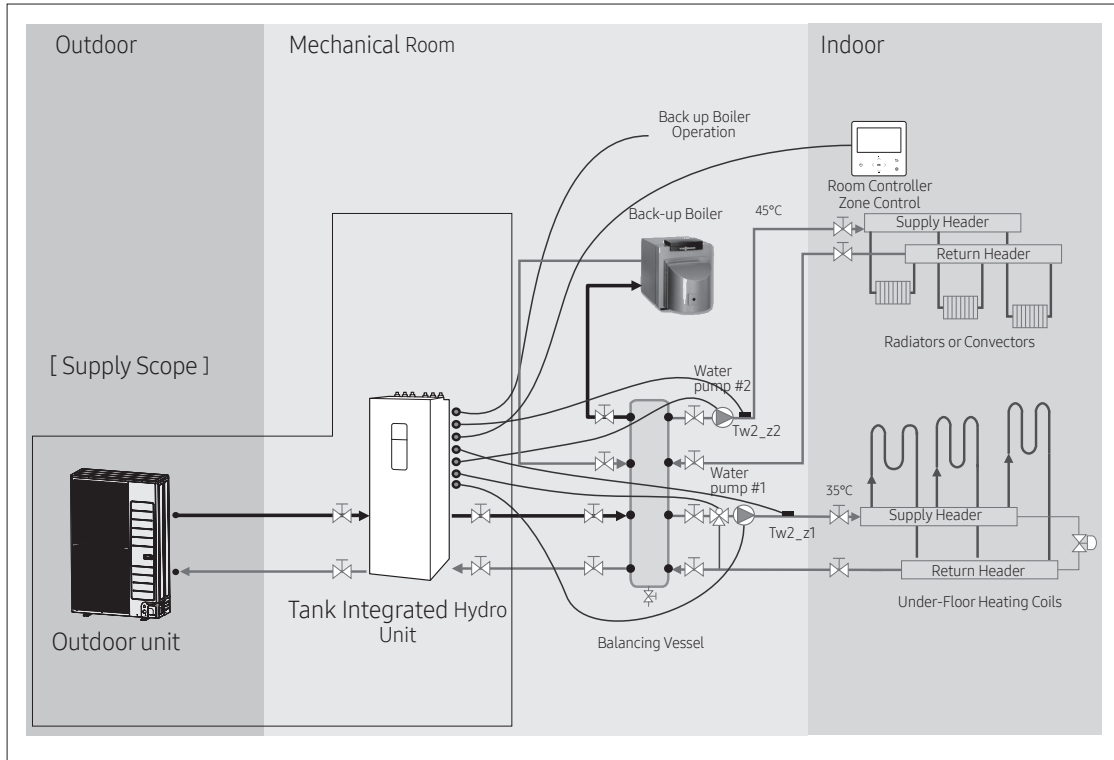 Outdoor
Mechanical Room
Indoor
Back up Boiler
Operation
Room Controller
Zone Control
Back-up Boiler
45°C
Supply Header
Return Header
Radiators or Convectors
[ Supply Scope ]
Water
pump #2
Tw2_z2
Water
pump #1
35°C
Tw2_z1
Supply Header
Return Header
Under-Floor Heating Coils
Outdoor unit
Tank Integrated Hydro
Unit
Balancing Vessel